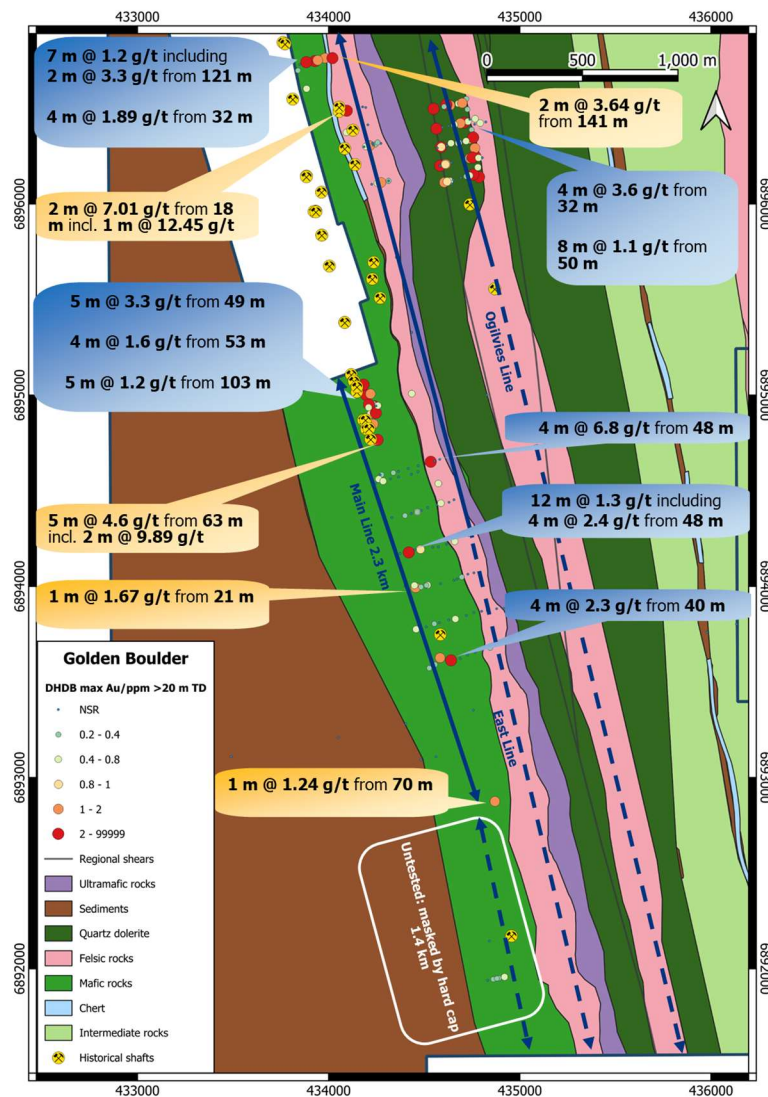 433000
434000
435000
436000
7 m @ 1.2 g/t including
2 m @ 3.3 g/t from 121 m
4 m @ 1.89 g/t from 32 m
0
500
1,000 m
2 m @ 3.64 g/t
from 141 m
2 m @ 7.01 g/t from 18
m incl. 1 m @ 12.45 g/t
4 m @ 3.6 g/t from
32 m
8 m @ 1.1 g/t from
50 m
6896000
6896000
5 m @ 3.3 g/t from 49 m
4 m @ 1.6 g/t from 53 m
5 m @ 1.2 g/t from 103 m
Ogilvies Line
6895000
6895000
4 m @ 6.8 g/t from 48 m
5 m @ 4.6 g/t from 63 m
incl. 2 m @ 9.89 g/t
Main Line 2.3 km
12 m @ 1.3 g/t including
4 m @ 2.4 g/t from 48 m
6894000
6894000
1 m @ 1.67 g/t from 21 m
4 m @ 2.3 g/t from 40 m
East Line
6893000
6893000
1 m @ 1.24 g/t from 70 m
Untested: masked by hard cap
1.4 km
6892000
6892000
Golden Boulder
DHDB max Au/ppm >20 m TD
NSR
0.2 - 0.4
0.4 - 0.8
0.8 - 1
1 - 2
2 - 99999
Regional shears
Ultramafic rocks
Sediments
Quartz dolerite
Felsic rocks
Mafic rocks
Chert
Intermediate rocks
Historical shafts
433000
434000
435000
436000